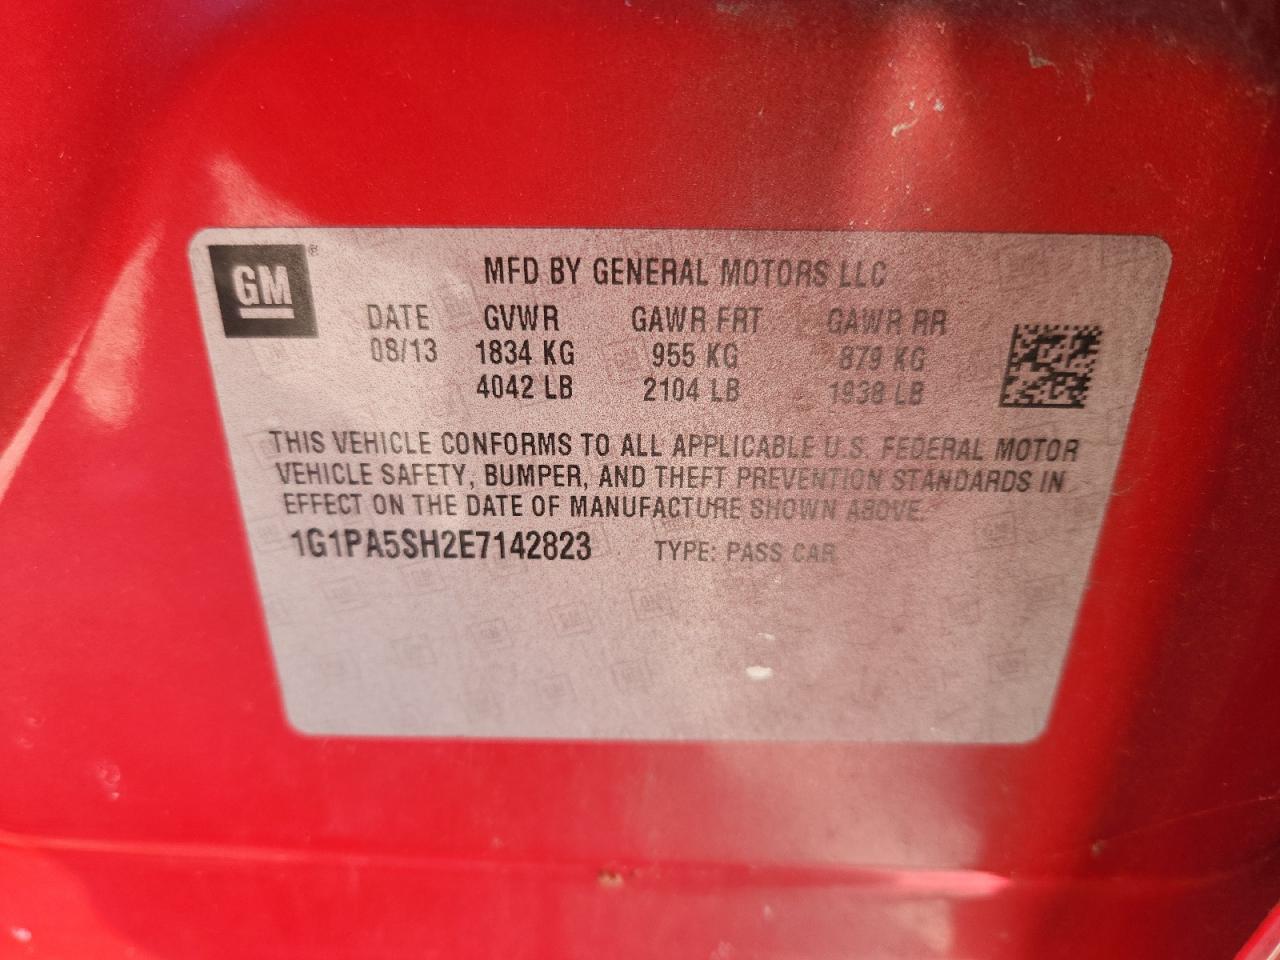 GM®
MFD BY GENERAL MOTORS LLC
DATE GVWR GAWR FRT GAWR RR
08/13 1834 KG 955 KG 879 KG
4042 LB 2104 LB 1938 LB
THIS VEHICLE CONFORMS TO ALL APPLICABLE U.S. FEDERAL MOTOR
VEHICLE SAFETY, BUMPER, AND THEFT PREVENTION STANDARDS IN
EFFECT ON THE DATE OF MANUFACTURE SHOWN ABOVE.
1G1PA5SH2E7142823 TYPE: PASS CAR